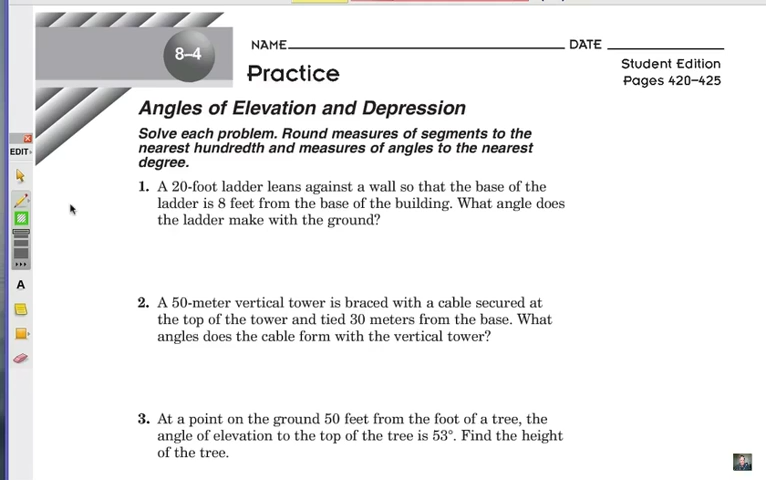 8–4
NAME
DATE
Practice
Student Edition
Pages 420–425
Angles of Elevation and Depression
Solve each problem. Round measures of segments to the
nearest hundredth and measures of angles to the nearest
degree.
EDIT
1. A 20-foot ladder leans against a wall so that the base of the
ladder is 8 feet from the base of the building. What angle does
the ladder make with the ground?
A
2. A 50-meter vertical tower is braced with a cable secured at
the top of the tower and tied 30 meters from the base. What
angles does the cable form with the vertical tower?
3. At a point on the ground 50 feet from the foot of a tree, the
angle of elevation to the top of the tree is 53°. Find the height
of the tree.